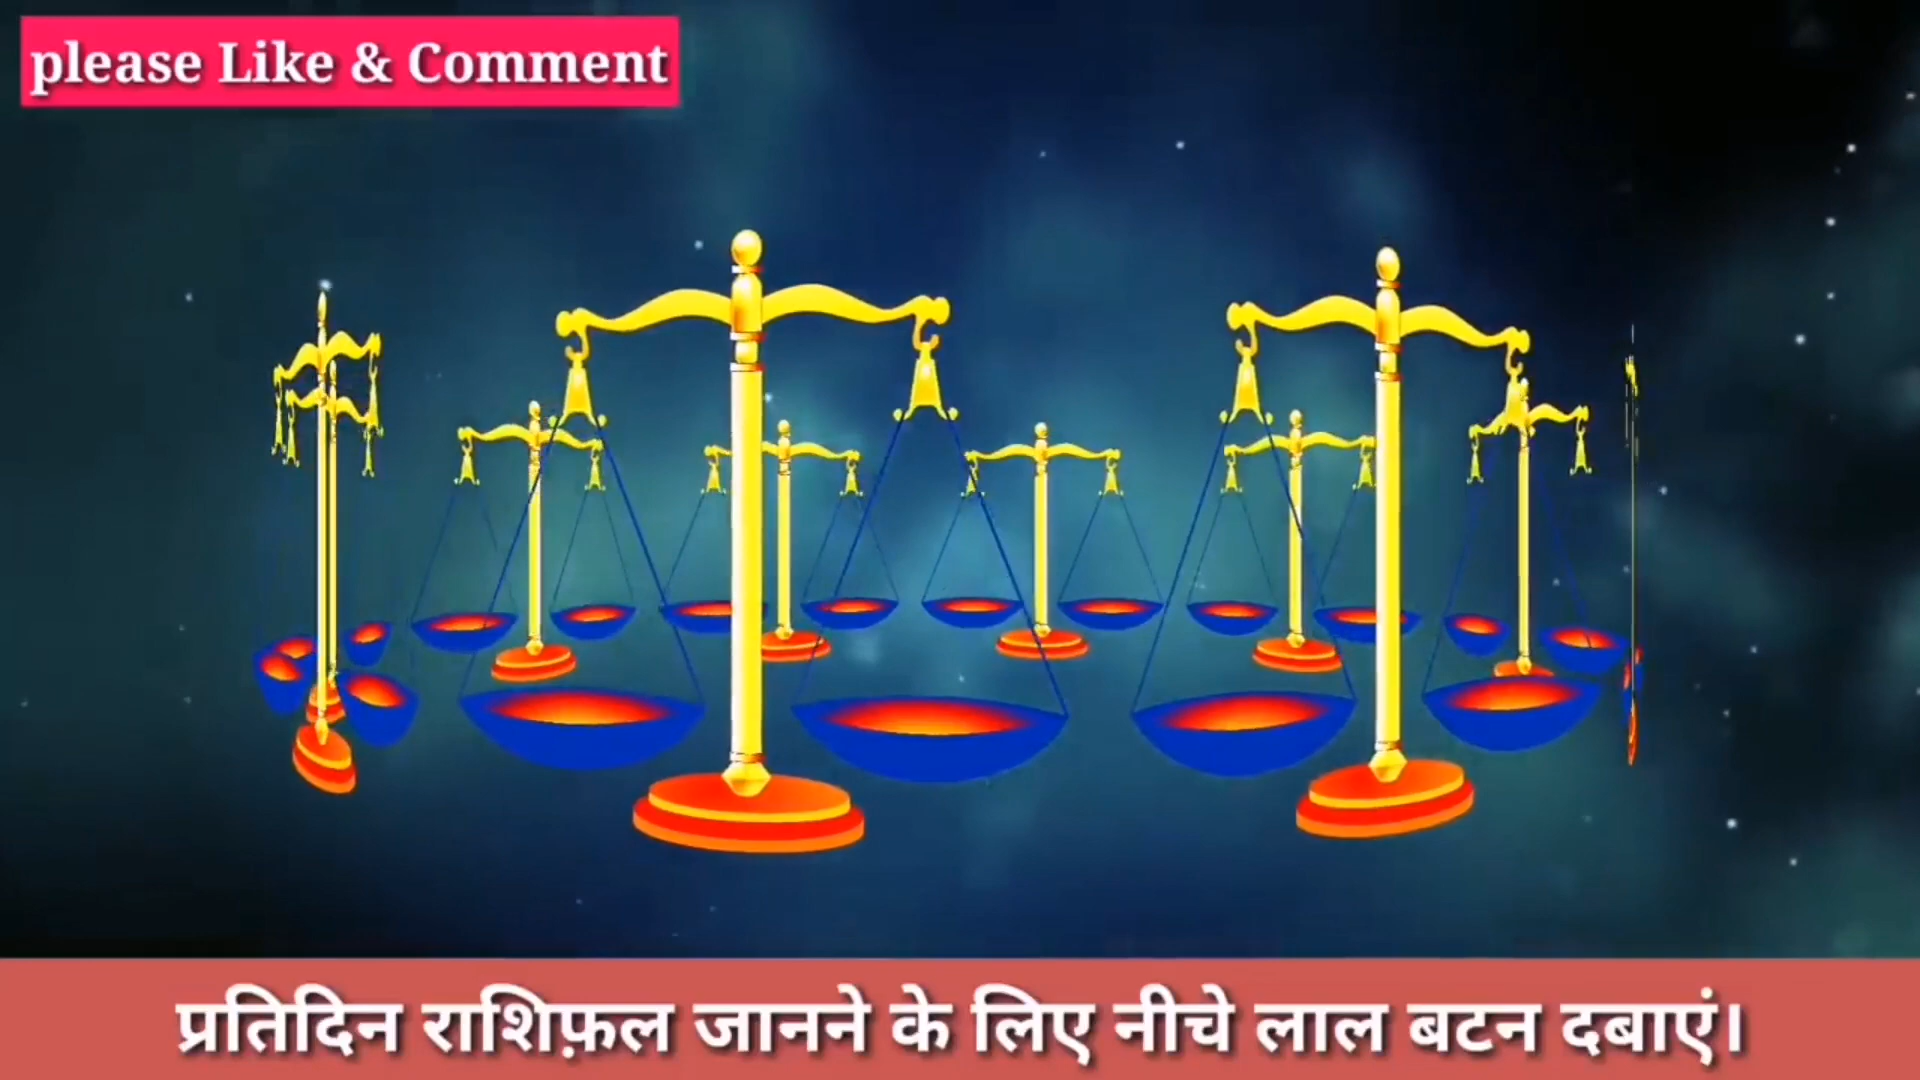 please Like & Comment
प्रतिदिन राशिफ़ल जानने के लिए नीचे लाल बटन दबाएं।